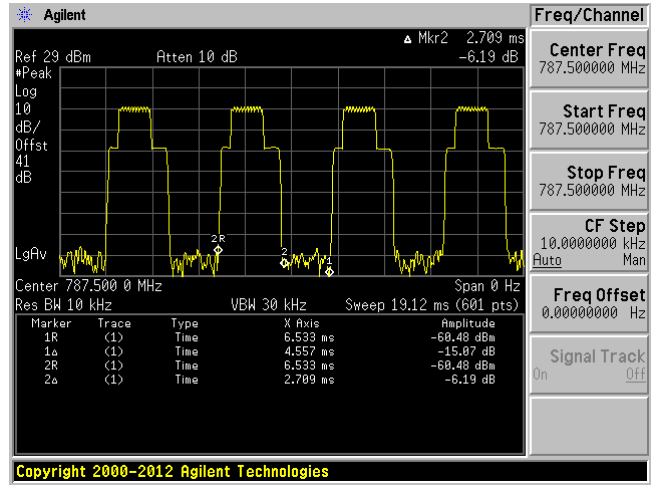 Agilent
Freq/Channel
Δ Mkr2 2.709 ms
Ref 29 dBm Atten 10 dB -6.19 dB
#Peak
Log
10
dB/
Offst
41
dB
2R
2
1
LgAv
Center 787.500 0 MHz Span 0 Hz
Res BW 10 kHz VBW 30 kHz Sweep 19.12 ms (601 pts)
Marker Trace Type X Axis Amplitude
1R (1) Time 6.533 ms -60.48 dBm
1Δ (1) Time 4.557 ms -15.07 dB
2R (1) Time 6.533 ms -60.48 dBm
2Δ (1) Time 2.709 ms -6.19 dB
Center Freq
787.500000 MHz
Start Freq
787.500000 MHz
Stop Freq
787.500000 MHz
CF Step
10.0000000 kHz
Auto Man
Freq Offset
0.00000000 Hz
Signal Track
On Off
Copyright 2000-2012 Agilent Technologies